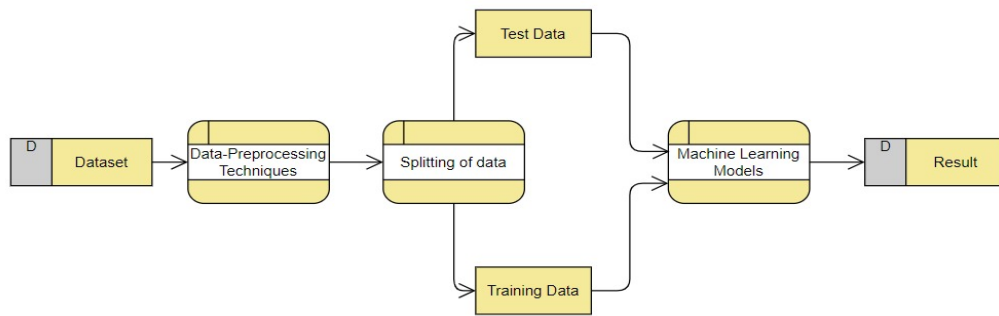 Test Data
D
Dataset
Data-Preprocessing
Techniques
Splitting of data
Machine Learning
Models
D
Result
Training Data